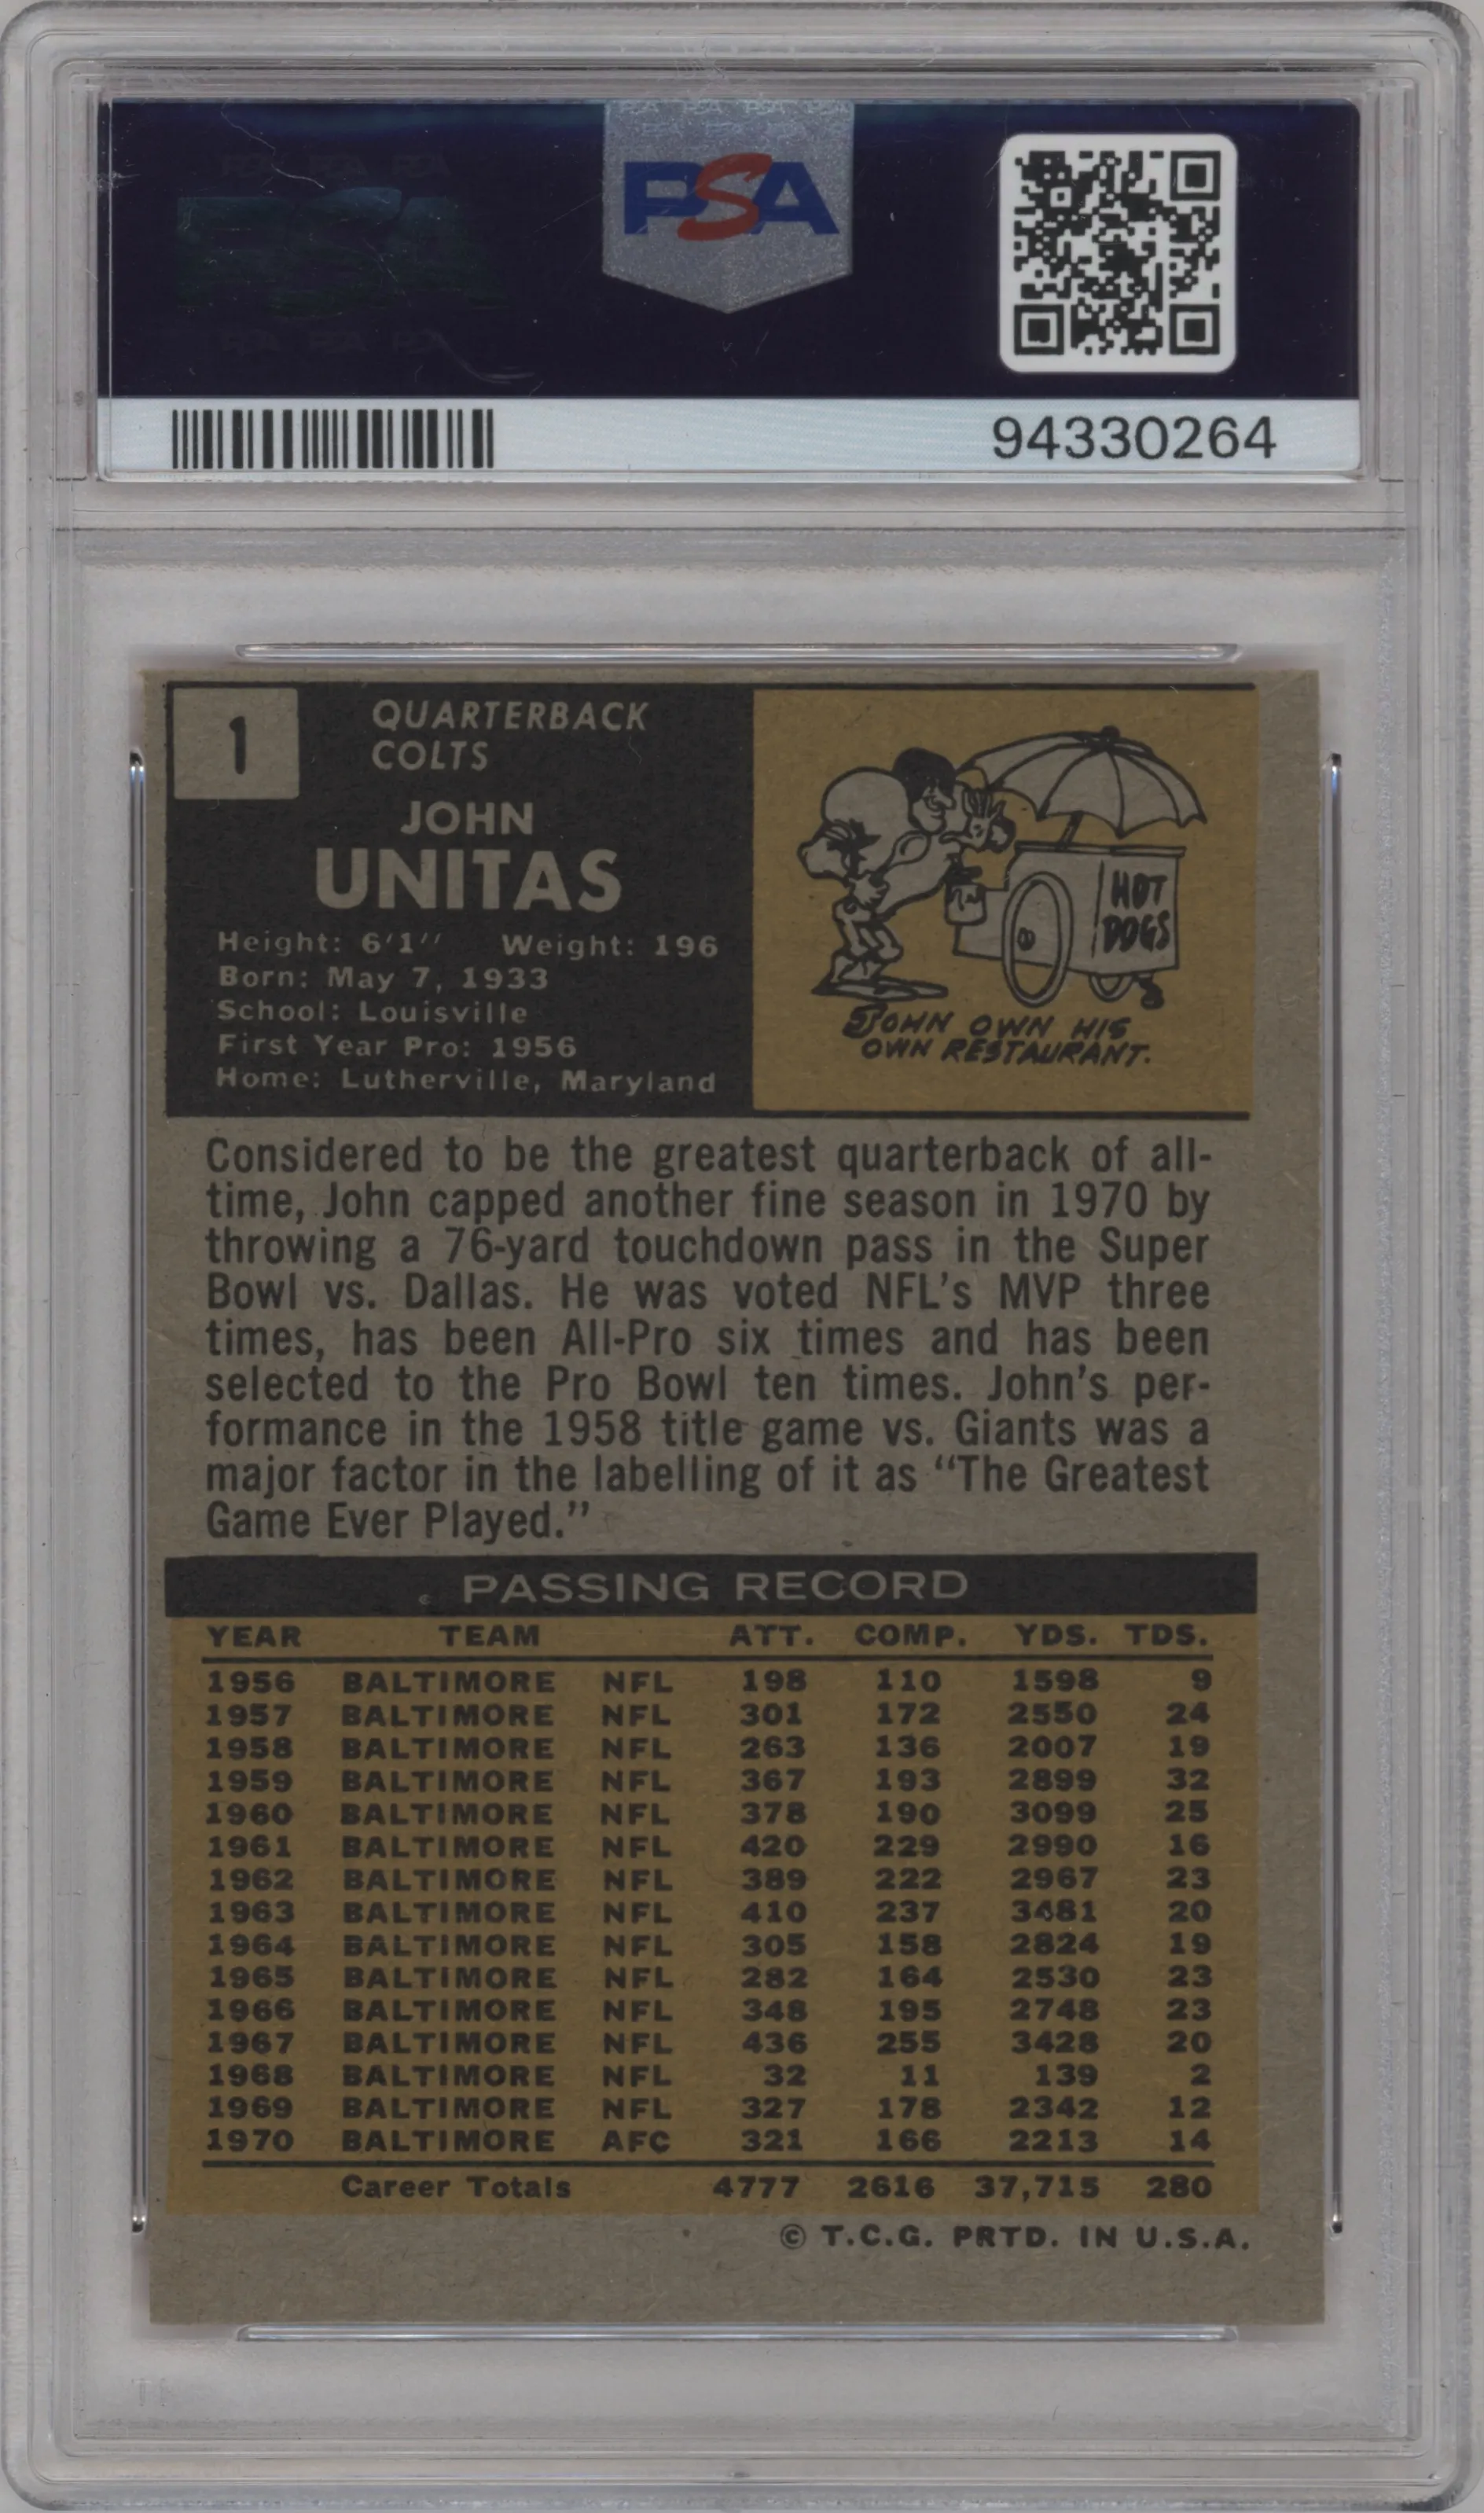 PSA
94330264
1
QUARTERBACK
COLTS
JOHN
UNITAS
Height: 6'1'' Weight: 196
Born: May 7, 1933
School: Louisville
First Year Pro: 1956
Home: Lutherville, Maryland
HOT
DOGS
JOHN OWN HIS
OWN RESTAURANT.
Considered to be the greatest quarterback of all-
time, John capped another fine season in 1970 by
throwing a 76-yard touchdown pass in the Super
Bowl vs. Dallas. He was voted NFL's MVP three
times, has been All-Pro six times and has been
selected to the Pro Bowl ten times. John's per-
formance in the 1958 title game vs. Giants was a
major factor in the labelling of it as "The Greatest
Game Ever Played."
PASSING RECORD
YEAR TEAM ATT. COMP. YDS. TDS.
1956 BALTIMORE NFL 198 110 1598 9
1957 BALTIMORE NFL 301 172 2550 24
1958 BALTIMORE NFL 263 136 2007 19
1959 BALTIMORE NFL 367 193 2899 32
1960 BALTIMORE NFL 378 190 3099 25
1961 BALTIMORE NFL 420 229 2990 16
1962 BALTIMORE NFL 389 222 2967 23
1963 BALTIMORE NFL 410 237 3481 20
1964 BALTIMORE NFL 305 158 2824 19
1965 BALTIMORE NFL 282 164 2530 23
1966 BALTIMORE NFL 348 195 2748 23
1967 BALTIMORE NFL 436 255 3428 20
1968 BALTIMORE NFL 32 11 139 2
1969 BALTIMORE NFL 327 178 2342 12
1970 BALTIMORE AFC 321 166 2213 14
Career Totals 4777 2616 37,715 280
© T.C.G. PRTD. IN U.S.A.